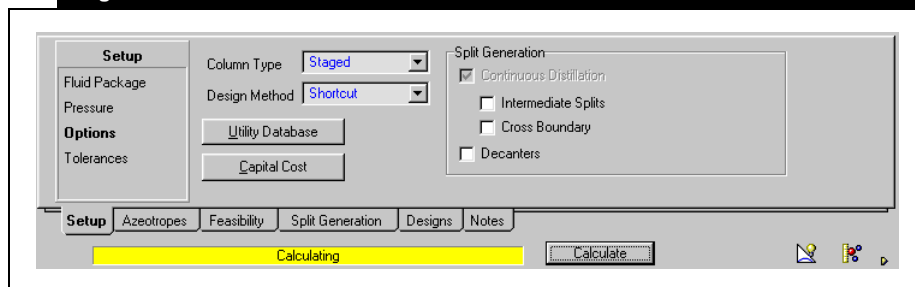 Setup
Fluid Package
Pressure
Options
Tolerances
Column Type Staged
Design Method Shortcut
Utility Database
Capital Cost
Split Generation
Continuous Distillation
Intermediate Splits
Cross Boundary
Decanters
Setup Azeotropes Feasibility Split Generation Designs Notes
Calculating Calculate